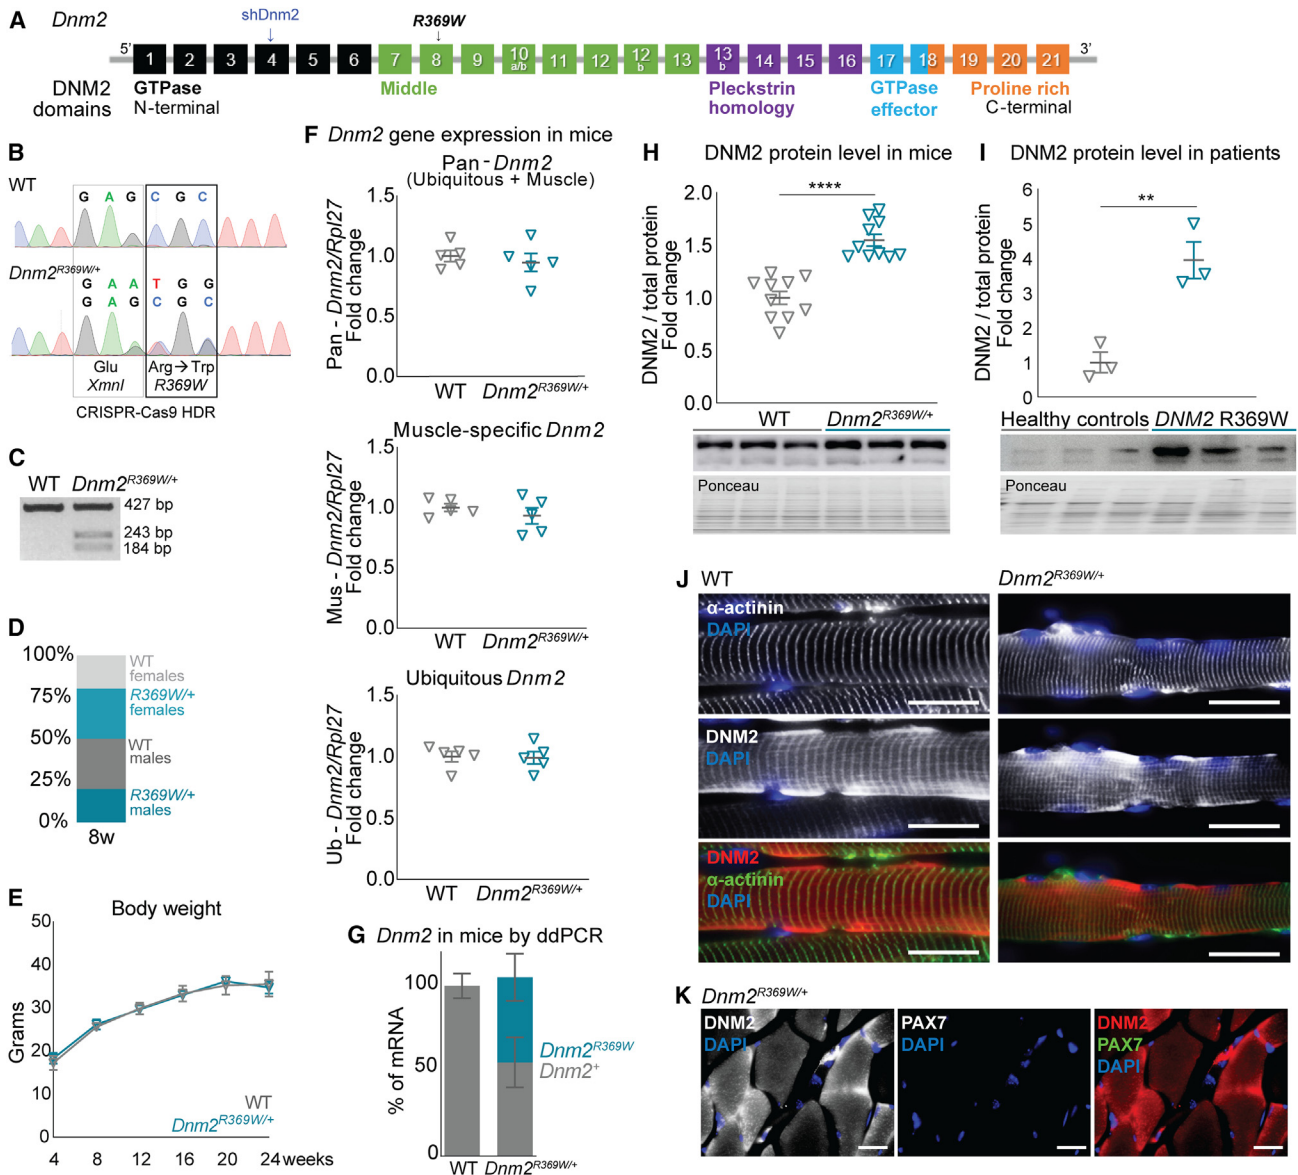 A
Dnm2
shDnm2
R369W
5’
1 2 3 4 5 6 7 8 9 10 a/b 11 12 12 b 13 13 b 14 15 16 17 18 19 20 21
3’
DNM2 domains
GTPase
N-terminal
Middle
Pleckstrin
homology
GTPase
effector
Proline rich
C-terminal
B
WT
G A G C G C
Dnm2R369W/+
G A A T G G
G A G C G C
Glu
XmnI
Arg → Trp
R369W
CRISPR-Cas9 HDR
C
WT Dnm2R369W/+
427 bp
243 bp
184 bp
D
100%
75%
50%
25%
0%
WT
females
R369W/+
females
WT
males
R369W/+
males
8w
E
Body weight
Grams
50
40
30
20
10
0
WT
Dnm2R369W/+
4 8 12 16 20 24 weeks
F Dnm2 gene expression in mice
Pan - Dnm2
(Ubiquitous + Muscle)
Pan - Dnm2/Rpl27
Fold change
1.5
1.0
0.5
0.0
WT Dnm2R369W/+
Muscle-specific Dnm2
Mus - Dnm2/Rpl27
Fold change
1.5
1.0
0.5
0.0
WT Dnm2R369W/+
Ubiquitous Dnm2
Ub - Dnm2/Rpl27
Fold change
1.5
1.0
0.5
0.0
WT Dnm2R369W/+
G Dnm2 in mice by ddPCR
% of mRNA
100
50
0
Dnm2R369W
Dnm2+
WT Dnm2R369W/+
H DNM2 protein level in mice
DNM2 / total protein
Fold change
2.0
1.5
1.0
0.5
0.0
****
WT Dnm2R369W/+
Ponceau
I DNM2 protein level in patients
DNM2 / total protein
Fold change
6
5
4
3
2
1
0
**
Healthy controls DNM2 R369W
Ponceau
J WT
Dnm2R369W/+
α-actinin
DAPI
DNM2
DAPI
DNM2
α-actinin
DAPI
K Dnm2R369W/+
DNM2
DAPI
PAX7
DAPI
DNM2
PAX7
DAPI